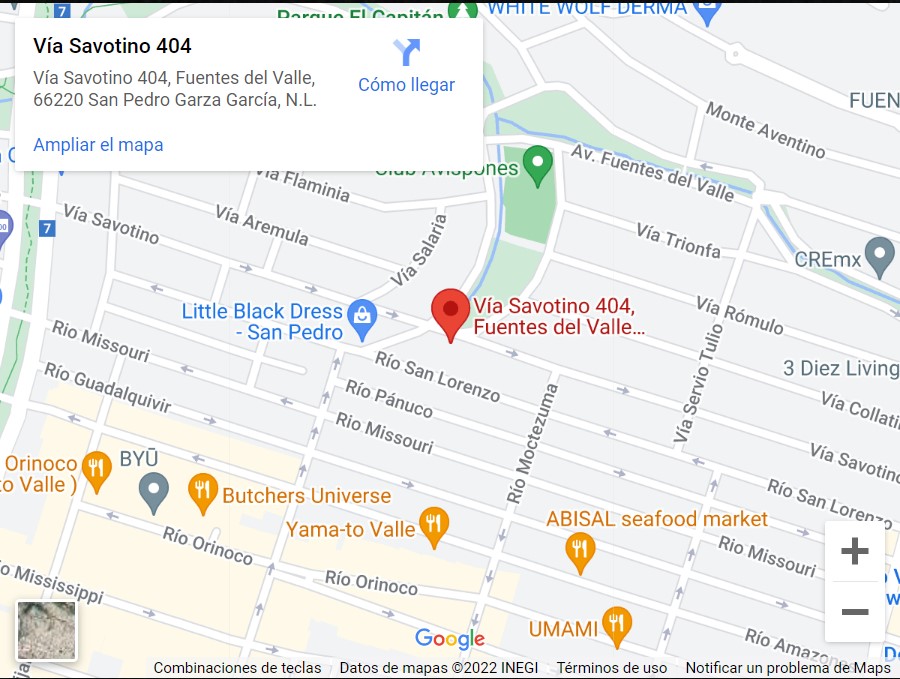 7
Parque El Capitán
WHITE WOLF DERMA
Vía Savotino 404
Vía Savotino 404, Fuentes del Valle,
66220 San Pedro Garza García, N.L.
Cómo llegar
Ampliar el mapa
FUEN
Monte Aventino
Av. Fuentes del Valle
Club Avispones
Vía Flaminia
Vía Aremula
Vía Savotino
7
Vía Salaria
Vía Trionfa
CREmx
Little Black Dress
- San Pedro
Vía Savotino 404,
Fuentes del Valle...
Vía Rómulo
Vía Servio Tulio
3 Diez Living
Vía Collati
Rio Missouri
Río Guadalquivir
Río San Lorenzo
Río Pánuco
Rio Missouri
Río Moctezuma
Vía Savotino
Río San Lorenzo
Orinoco
to Valle )
BYŪ
Butchers Universe
Yama-to Valle
ABISAL seafood market
Río Orinoco
Río Orinoco
Rio Missouri
o Mississippi
UMAMI
Río Amazonas
Google
Combinaciones de teclas
Datos de mapas ©2022 INEGI
Términos de uso
Notificar un problema de Maps